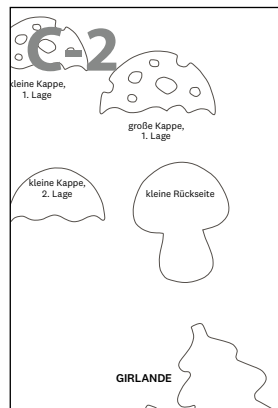 C-2
kleine Kappe,
1. Lage
große Kappe,
1. Lage
kleine Kappe,
2. Lage
kleine Rückseite
GIRLANDE